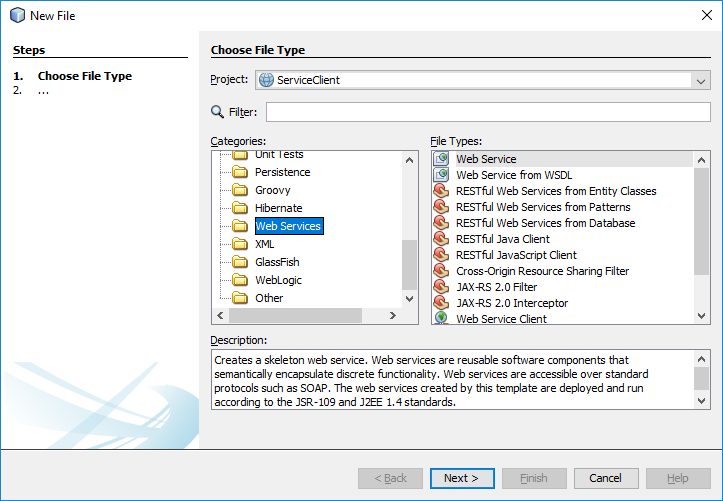 New File
Steps
1. Choose File Type
2. ...
Choose File Type
Project: ServiceClient
Filter:
Categories:
Unit Tests
Persistence
Groovy
Hibernate
Web Services
XML
GlassFish
WebLogic
Other
File Types:
Web Service
Web Service from WSDL
RESTful Web Services from Entity Classes
RESTful Web Services from Patterns
RESTful Web Services from Database
RESTful Java Client
RESTful JavaScript Client
Cross-Origin Resource Sharing Filter
JAX-RS 2.0 Filter
JAX-RS 2.0 Interceptor
Web Service Client
Description:
Creates a skeleton web service. Web services are reusable software components that
semantically encapsulate discrete functionality. Web services are accessible over standard
protocols such as SOAP. The web services created by this template are deployed and run
according to the JSR-109 and J2EE 1.4 standards.
< Back
Next >
Finish
Cancel
Help